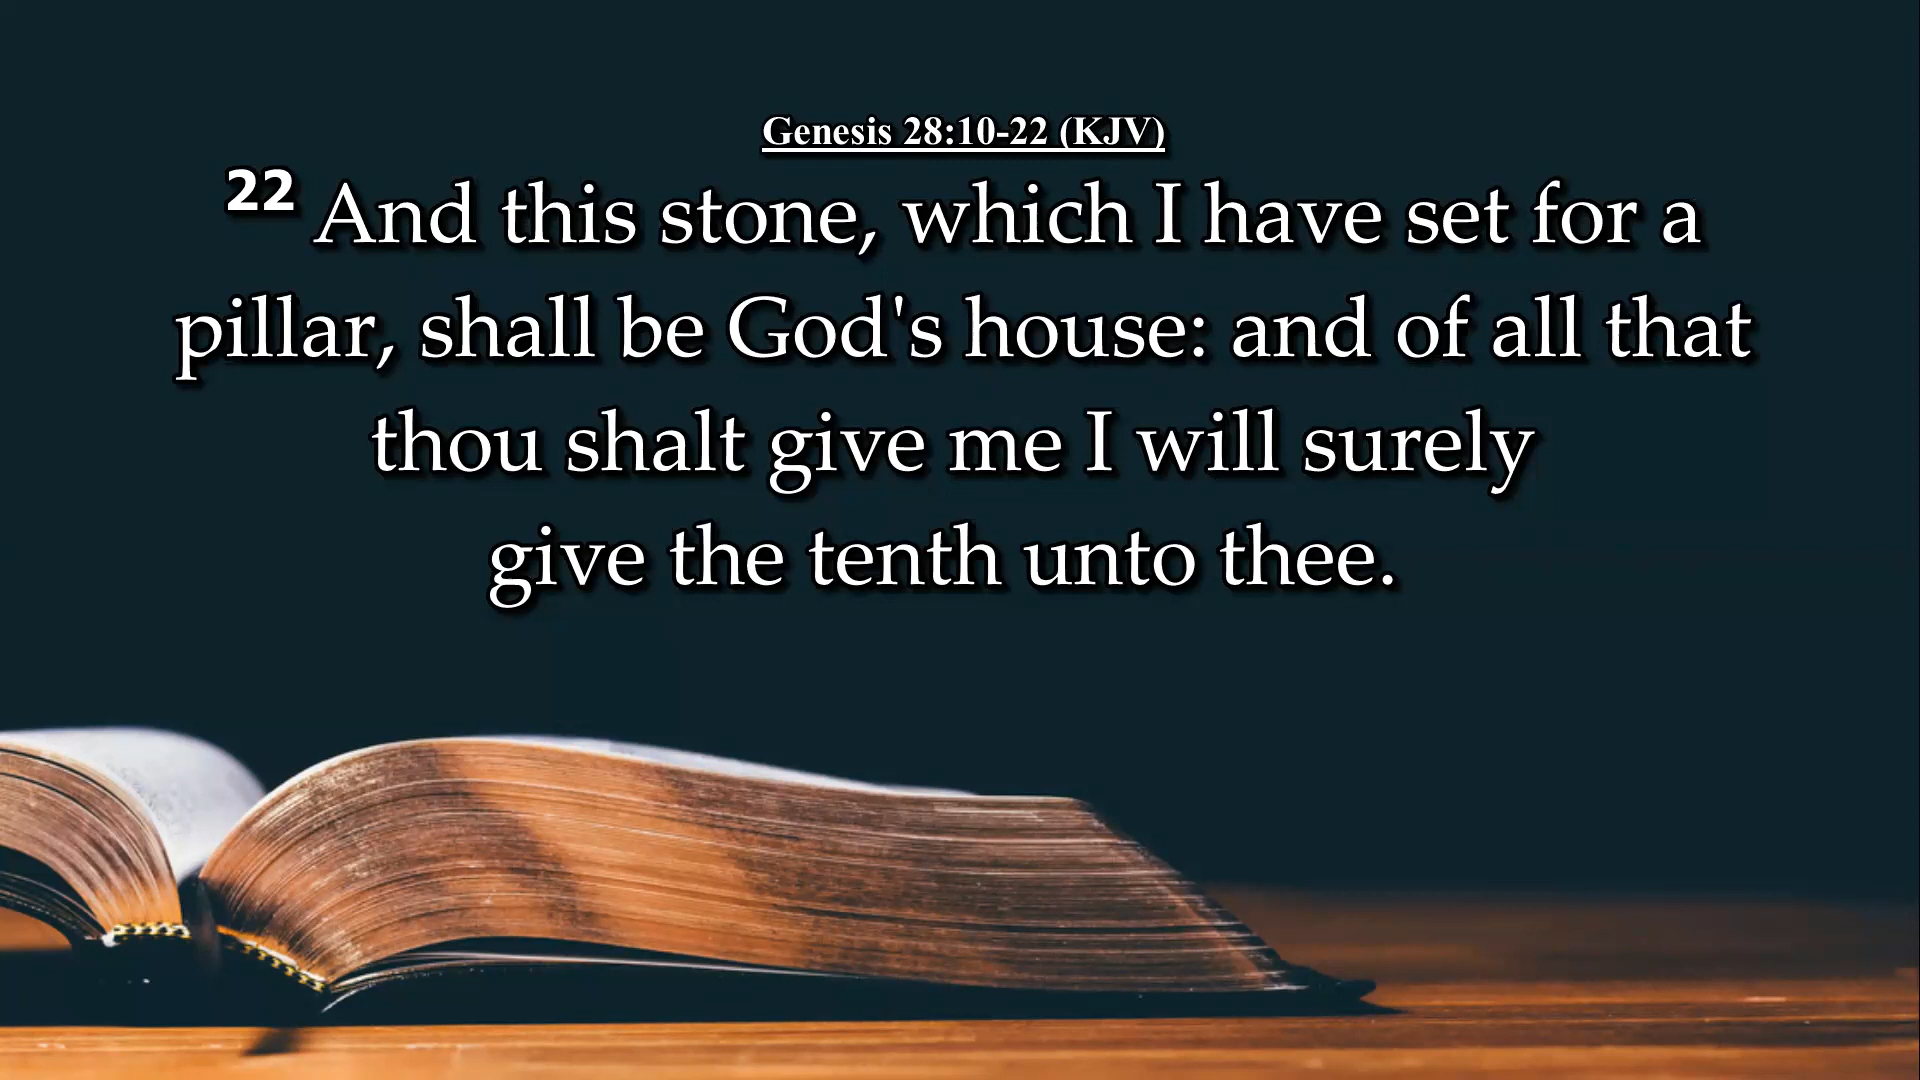 Genesis 28:10-22 (KJV)
22 And this stone, which I have set for a
pillar, shall be God's house: and of all that
thou shalt give me I will surely
give the tenth unto thee.